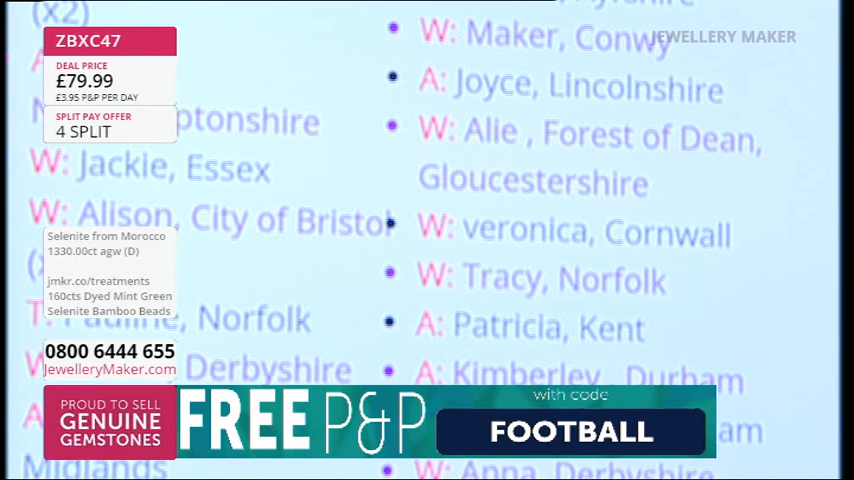 (x2)
W: Maker, Conwy
JEWELLERY MAKER
ZBXC47
DEAL PRICE
£79.99
£3.95 P&P PER DAY
SPLIT PAY OFFER
4 SPLIT
ptonshire
W: Jackie, Essex
W: Alison, City of Bristol
Pauline, Norfolk
Derbyshire
Midlands
A: Joyce, Lincolnshire
W: Alie , Forest of Dean,
Gloucestershire
W: veronica, Cornwall
W: Tracy, Norfolk
A: Patricia, Kent
A: Kimberley, Durham
am
W: Anna, Derbyshire
Selenite from Morocco
1330.00ct agw (D)
jmkr.co/treatments
160cts Dyed Mint Green
Selenite Bamboo Beads
0800 6444 655
JewelleryMaker.com
PROUD TO SELL
GENUINE
GEMSTONES
FREE P&P
with code
FOOTBALL